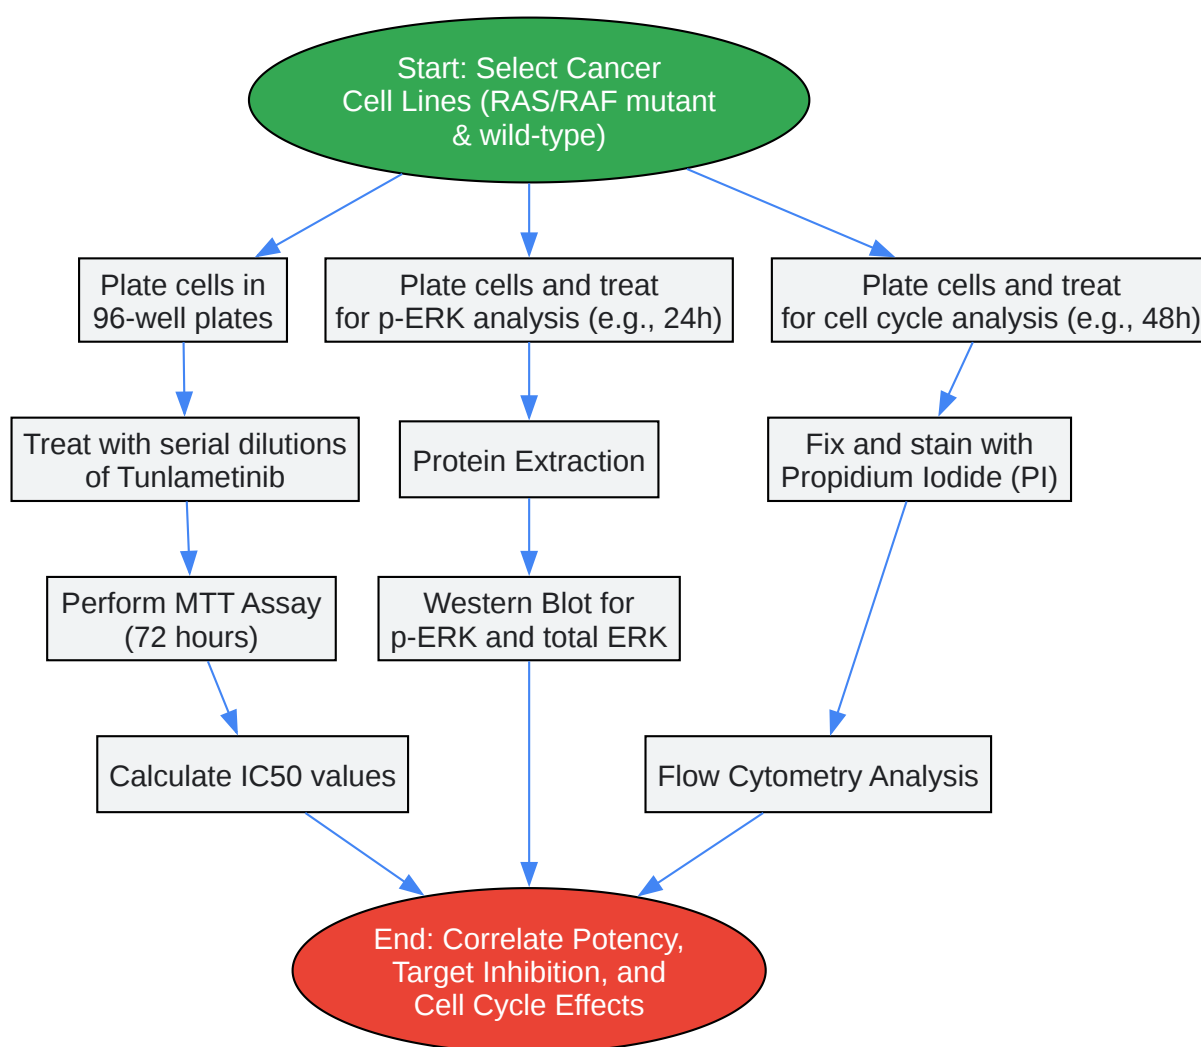 Start: Select Cancer
Cell Lines (RAS/RAF mutant
& wild-type)
Plate cells in
96-well plates
Plate cells and treat
for p-ERK analysis (e.g., 24h)
Plate cells and treat
for cell cycle analysis (e.g., 48h)
Treat with serial dilutions
of Tunlametinib
Protein Extraction
Fix and stain with
Propidium Iodide (PI)
Perform MTT Assay
(72 hours)
Western Blot for
p-ERK and total ERK
Calculate IC50 values
Flow Cytometry Analysis
End: Correlate Potency,
Target Inhibition, and
Cell Cycle Effects